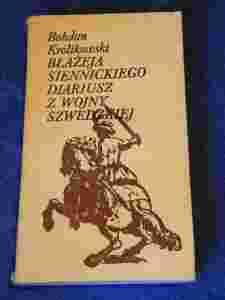 Bohdan
Królikowski
BŁAŻEJA
SIENNICKIEGO
DIARIUSZ
Z WOJNY
SZWEDZKIEJ